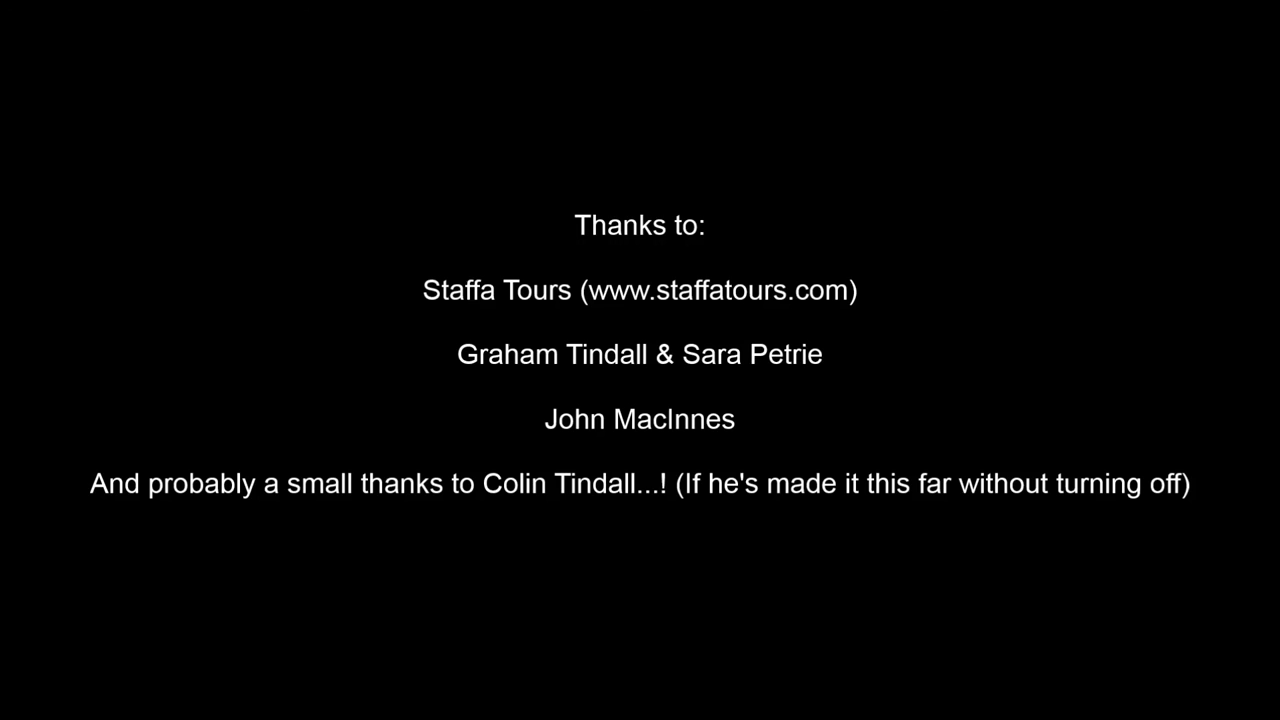 Thanks to:
Staffa Tours (www.staffatours.com)
Graham Tindall & Sara Petrie
John MacInnes
And probably a small thanks to Colin Tindall...! (If he's made it this far without turning off)